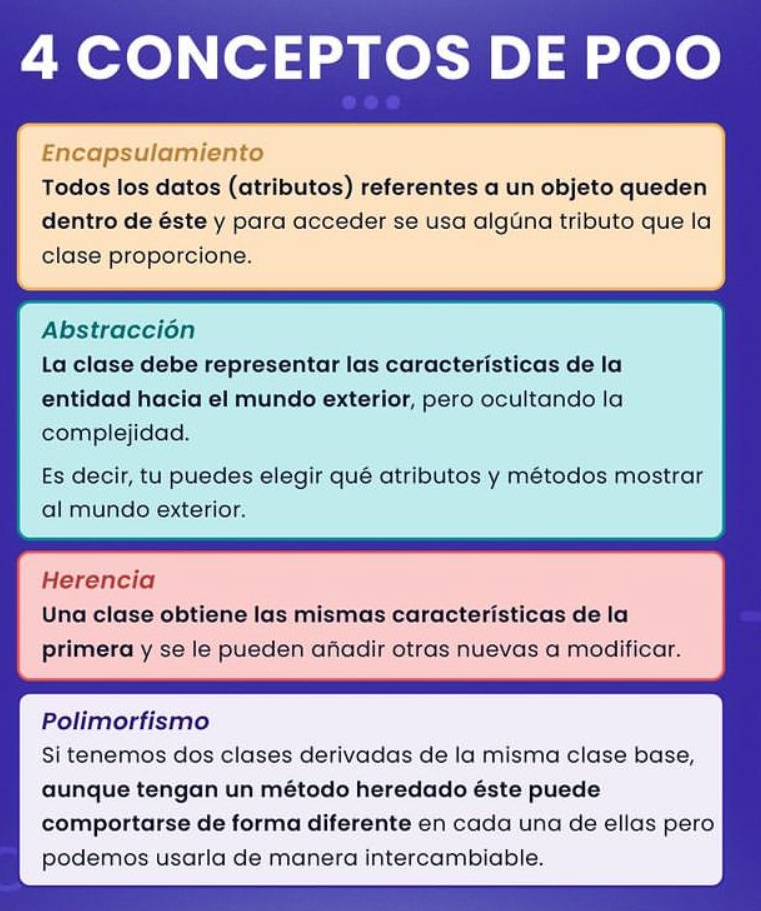 4 CONCEPTOS DE POO
Encapsulamiento
Todos los datos (atributos) referentes a un objeto queden
dentro de éste y para acceder se usa algúna tributo que la
clase proporcione.
Abstracción
La clase debe representar las características de la
entidad hacia el mundo exterior, pero ocultando la
complejidad.
Es decir, tu puedes elegir qué atributos y métodos mostrar
al mundo exterior.
Herencia
Una clase obtiene las mismas características de la
primera y se le pueden añadir otras nuevas a modificar.
Polimorfismo
Si tenemos dos clases derivadas de la misma clase base,
aunque tengan un método heredado éste puede
comportarse de forma diferente en cada una de ellas pero
podemos usarla de manera intercambiable.